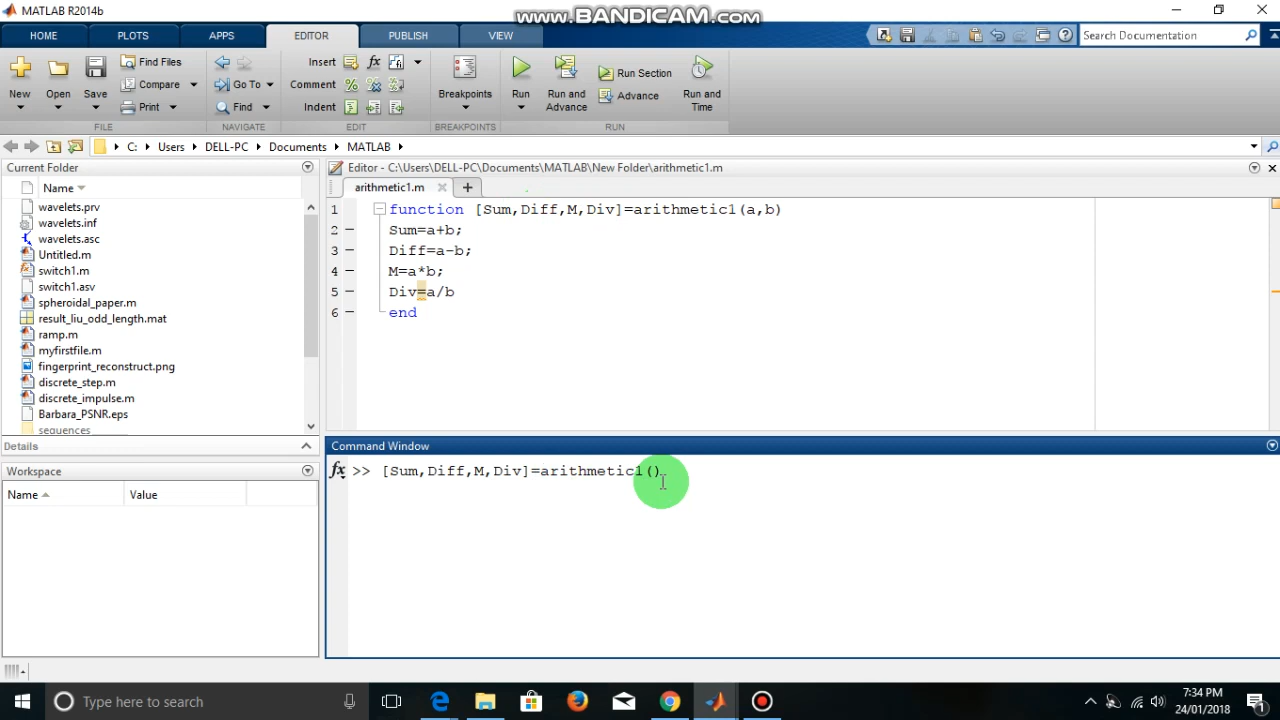 MATLAB R2014b
www.BANDICAM.com
HOME
PLOTS
APPS
EDITOR
PUBLISH
VIEW
Search Documentation
New
Open
Save
Find Files
Compare
Print
FILE
Go To
Find
NAVIGATE
Insert
Comment
Indent
EDIT
Breakpoints
BREAKPOINTS
Run
Run and
Advance
Run Section
Advance
Run and
Time
RUN
C:
Users
DELL-PC
Documents
MATLAB
Current Folder
Name
wavelets.prv
wavelets.inf
wavelets.asc
Untitled.m
switch1.m
switch1.asv
spheroidal_paper.m
result_liu_odd_length.mat
ramp.m
myfirstfile.m
fingerprint_reconstruct.png
discrete_step.m
discrete_impulse.m
Barbara_PSNR.eps
sequences
Details
Workspace
Name
Value
Editor - C:\Users\DELL-PC\Documents\MATLAB\New Folder\arithmetic1.m
arithmetic1.m
1 function [Sum,Diff,M,Div]=arithmetic1(a,b)
2 Sum=a+b;
3 Diff=a-b;
4 M=a*b;
5 Div=a/b
6 end
Command Window
fx >> [Sum,Diff,M,Div]=arithmetic1()
Type here to search
7:34 PM
24/01/2018
1